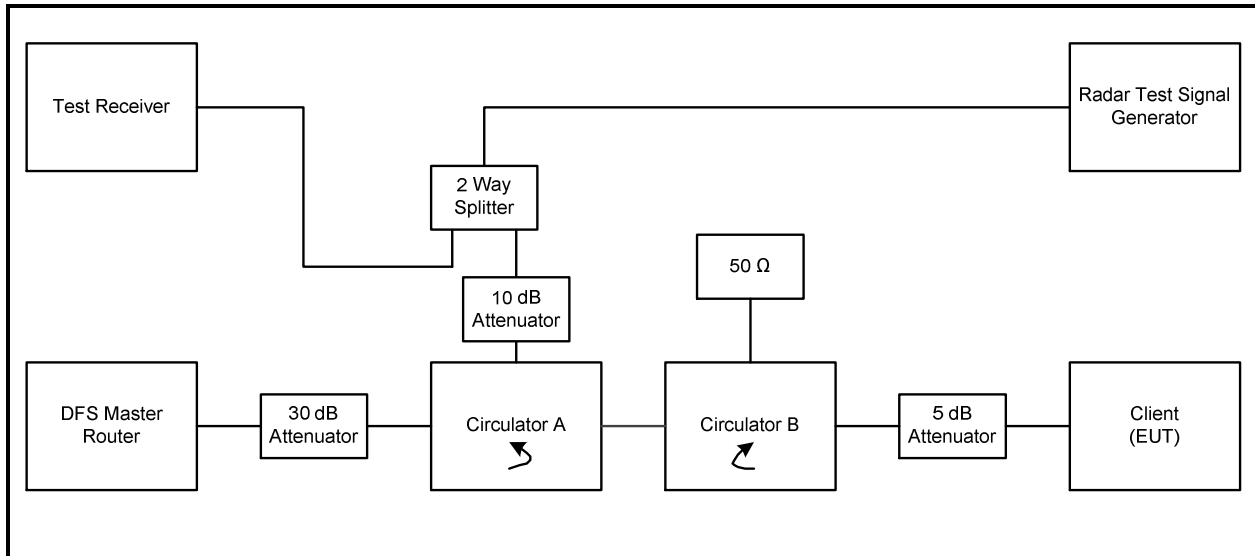 Test Receiver
Radar Test Signal
Generator
2 Way
Splitter
50 Ω
10 dB
Attenuator
DFS Master
Router
30 dB
Attenuator
Circulator A
Circulator B
5 dB
Attenuator
Client
(EUT)